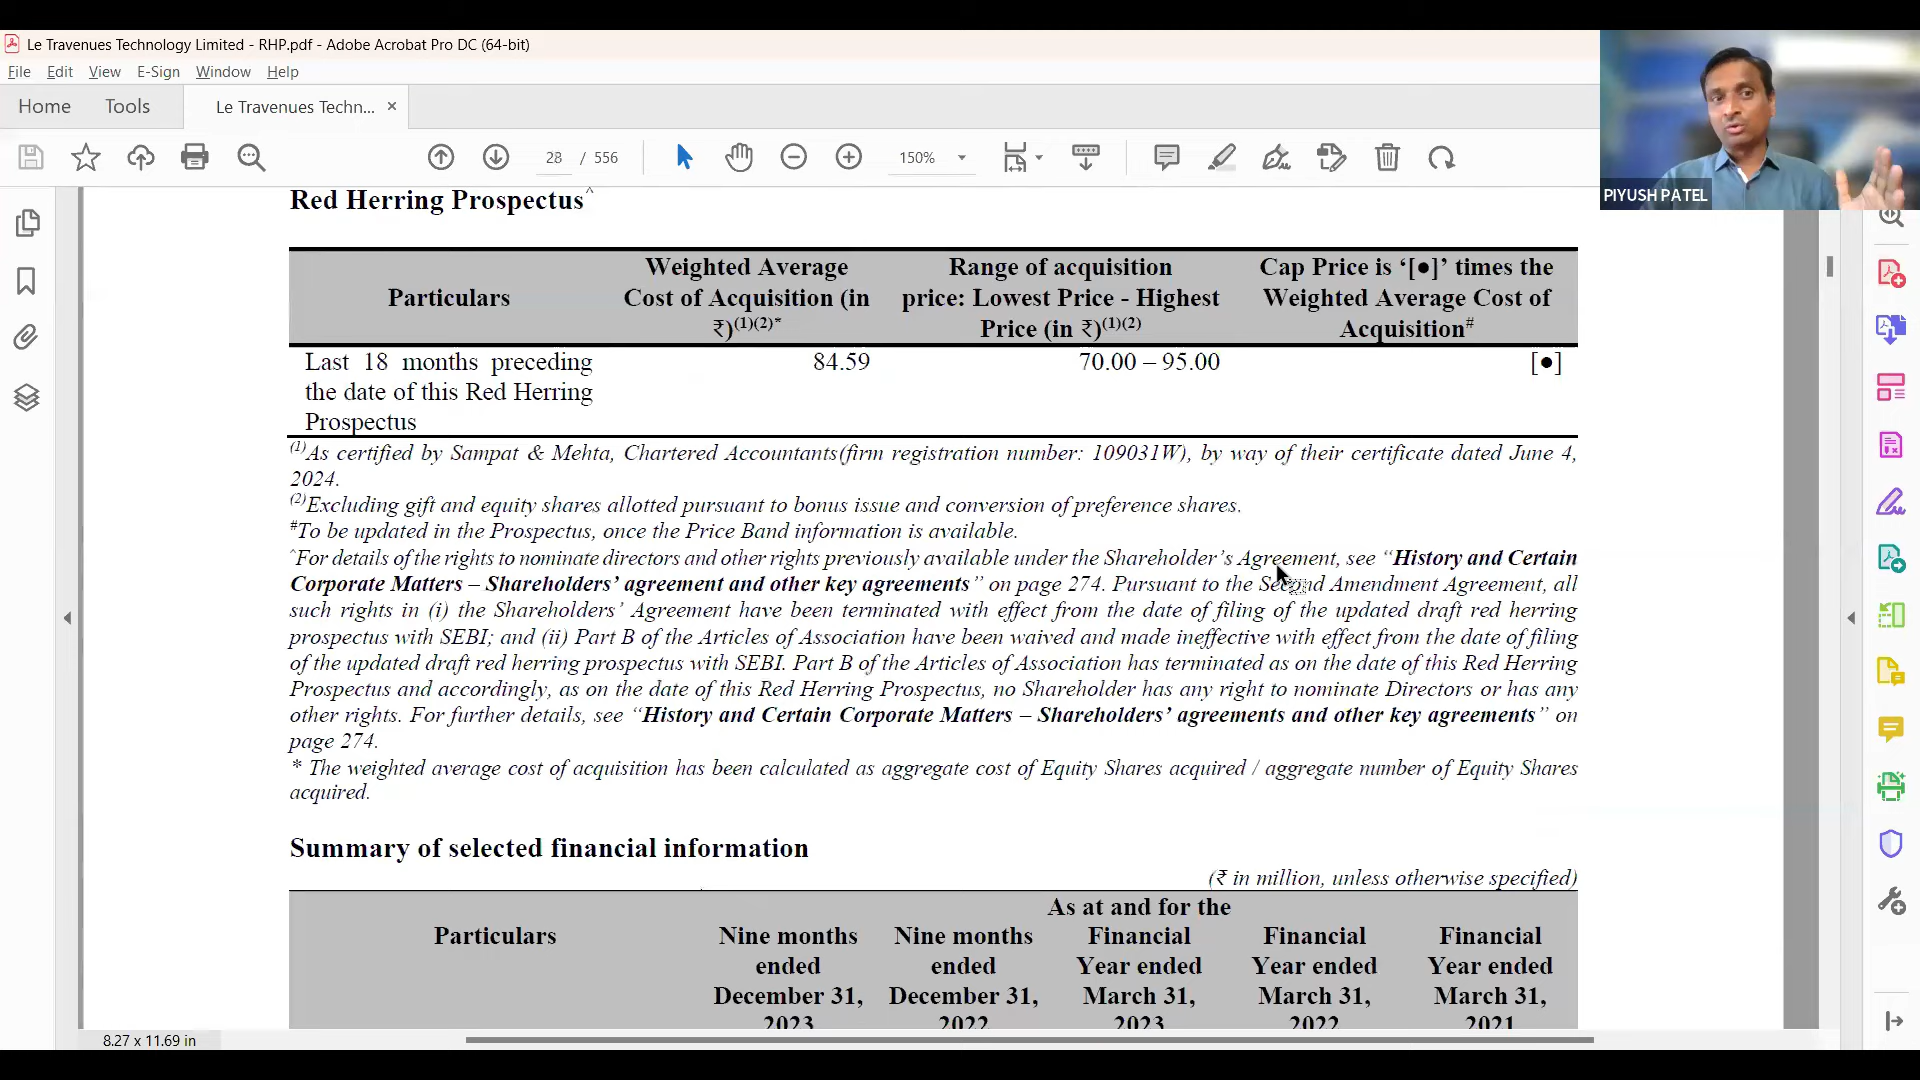 Le Travenues Technology Limited - RHP.pdf - Adobe Acrobat Pro DC (64-bit)
File Edit View E-Sign Window Help
Home Tools Le Travenues Techn... ×
28 / 556 150%
PIYUSH PATEL
Red Herring Prospectus^
Particulars
Weighted Average
Cost of Acquisition (in
₹)(1)(2)*
Range of acquisition
price: Lowest Price - Highest
Price (in ₹)(1)(2)
Cap Price is ‘[●]’ times the
Weighted Average Cost of
Acquisition#
Last 18 months preceding
the date of this Red Herring
Prospectus
84.59
70.00 – 95.00
[●]
(1)As certified by Sampat & Mehta, Chartered Accountants(firm registration number: 109031W), by way of their certificate dated June 4,
2024.
(2)Excluding gift and equity shares allotted pursuant to bonus issue and conversion of preference shares.
#To be updated in the Prospectus, once the Price Band information is available.
^For details of the rights to nominate directors and other rights previously available under the Shareholder’s Agreement, see “History and Certain
Corporate Matters – Shareholders’ agreement and other key agreements” on page 274. Pursuant to the Second Amendment Agreement, all
such rights in (i) the Shareholders’ Agreement have been terminated with effect from the date of filing of the updated draft red herring
prospectus with SEBI; and (ii) Part B of the Articles of Association have been waived and made ineffective with effect from the date of filing
of the updated draft red herring prospectus with SEBI. Part B of the Articles of Association has terminated as on the date of this Red Herring
Prospectus and accordingly, as on the date of this Red Herring Prospectus, no Shareholder has any right to nominate Directors or has any
other rights. For further details, see “History and Certain Corporate Matters – Shareholders’ agreements and other key agreements” on
page 274.
* The weighted average cost of acquisition has been calculated as aggregate cost of Equity Shares acquired / aggregate number of Equity Shares
acquired.
Summary of selected financial information
(₹ in million, unless otherwise specified)
As at and for the
Particulars
Nine months
ended
December 31,
2023
Nine months
ended
December 31,
2022
Financial
Year ended
March 31,
2023
Financial
Year ended
March 31,
2022
Financial
Year ended
March 31,
2021
8.27 x 11.69 in